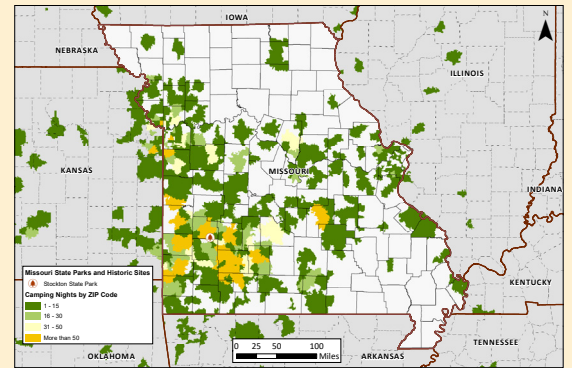 IOWA
N
NEBRASKA
ILLINOIS
KANSAS
MISSOURI
INDIANA
Missouri State Parks and Historic Sites
Stockton State Park
Camping Nights by ZIP Code
1 - 15
16 - 30
31 - 50
More than 50
KENTUCKY
0 25 50 100
Miles
TENNESSEE
OKLAHOMA
ARKANSAS